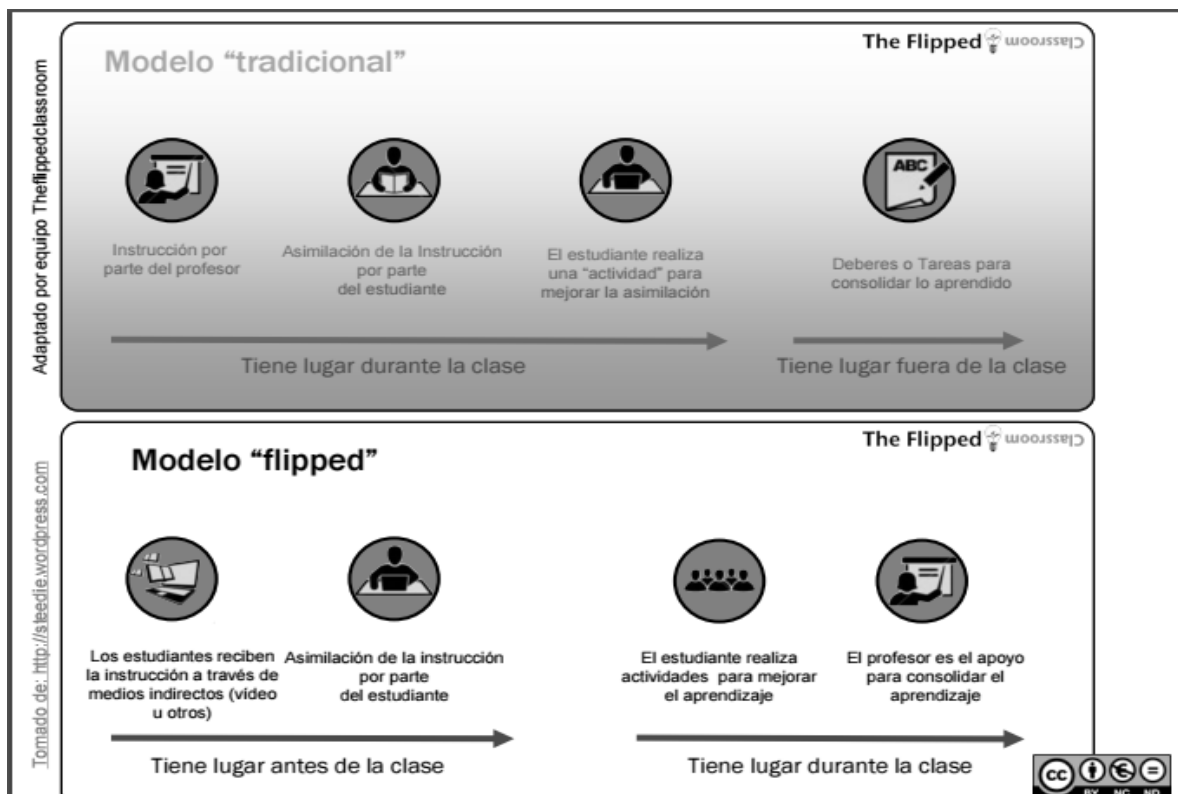 Adaptado por equipo Theflippedclassroom
Modelo “tradicional”
The Flipped Classroom
Instrucción por
parte del profesor
Asimilación de la Instrucción
por parte
del estudiante
El estudiante realiza
una “actividad” para
mejorar la asimilación
ABC
Deberes o Tareas para
consolidar lo aprendido
Tiene lugar durante la clase
Tiene lugar fuera de la clase
Tomado de: http://steedie.wordpress.com
Modelo “flipped”
The Flipped Classroom
Los estudiantes reciben
la instrucción a través de
medios indirectos (vídeo
u otros)
Asimilación de la instrucción
por parte
del estudiante
El estudiante realiza
actividades para mejorar
el aprendizaje
El profesor es el apoyo
para consolidar el
aprendizaje
Tiene lugar antes de la clase
Tiene lugar durante la clase
CC
BY NC ND